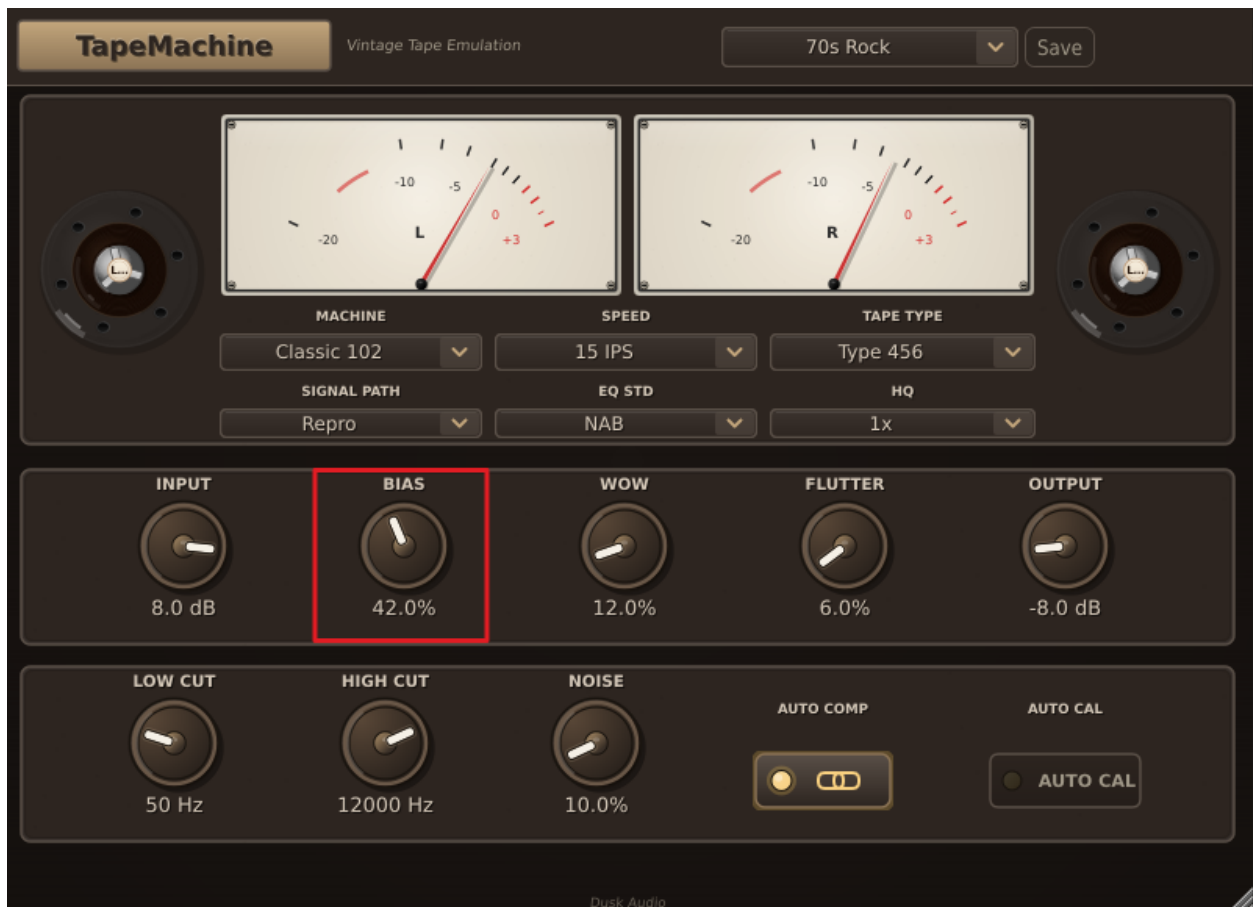 TapeMachine
Vintage Tape Emulation
70s Rock
Save
-20
-10
-5
0
+3
L
-20
-10
-5
0
+3
R
L...
L...
MACHINE
SPEED
TAPE TYPE
Classic 102
15 IPS
Type 456
SIGNAL PATH
EQ STD
HQ
Repro
NAB
1x
INPUT
BIAS
WOW
FLUTTER
OUTPUT
8.0 dB
42.0%
12.0%
6.0%
-8.0 dB
LOW CUT
HIGH CUT
NOISE
AUTO COMP
AUTO CAL
AUTO CAL
50 Hz
12000 Hz
10.0%
Dusk Audio